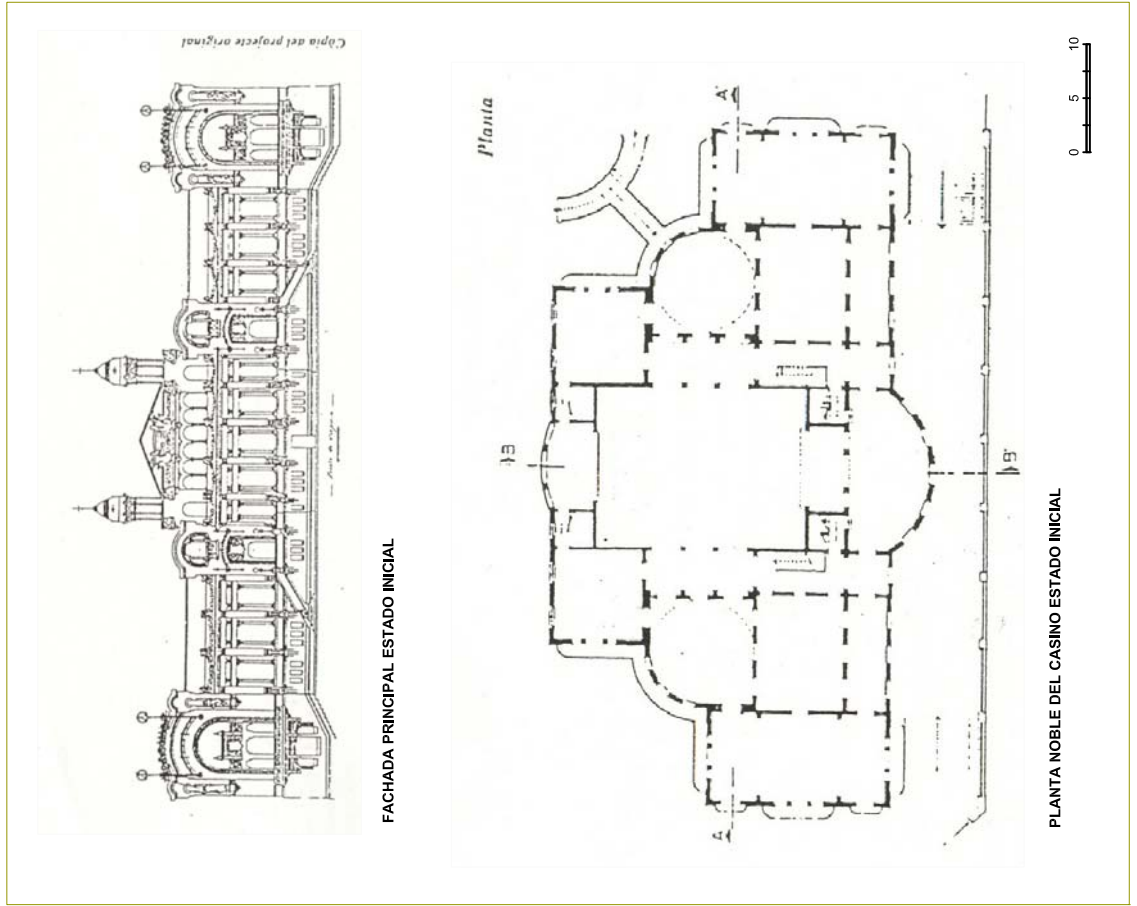 Còpia del projecte original
FACHADA PRINCIPAL ESTADO INICIAL
Planta
A'
B
B'
A
PLANTA NOBLE DEL CASINO ESTADO INICIAL
0 5 10